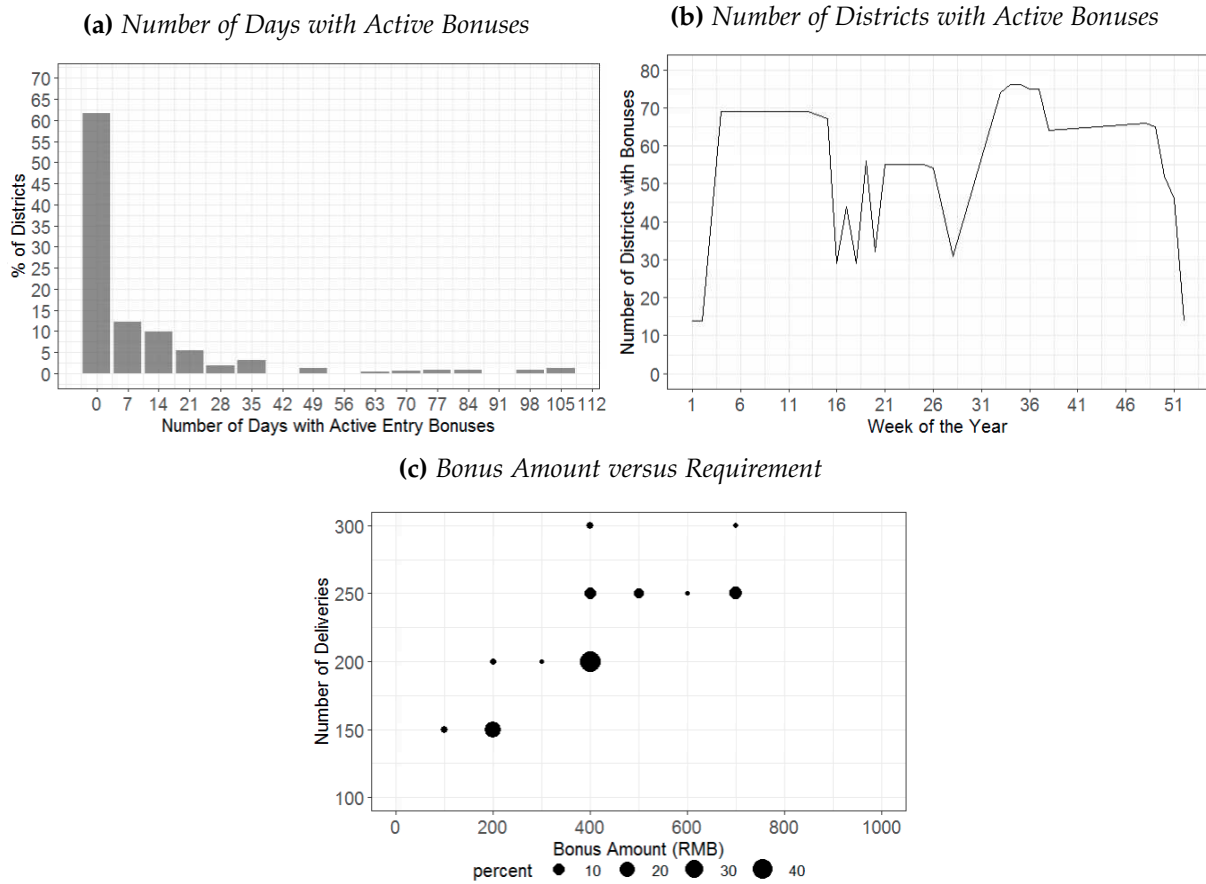 (a) Number of Days with Active Bonuses
70
65
60
55
50
45
40
35
30
25
20
15
10
5
0
% of Districts
0 7 14 21 28 35 42 49 56 63 70 77 84 91 98 105 112
Number of Days with Active Entry Bonuses
(b) Number of Districts with Active Bonuses
80
70
60
50
40
30
20
10
0
Number of Districts with Bonuses
1 6 11 16 21 26 31 36 41 46 51
Week of the Year
(c) Bonus Amount versus Requirement
300
250
200
150
100
Number of Deliveries
0 200 400 600 800 1000
Bonus Amount (RMB)
percent 10 20 30 40